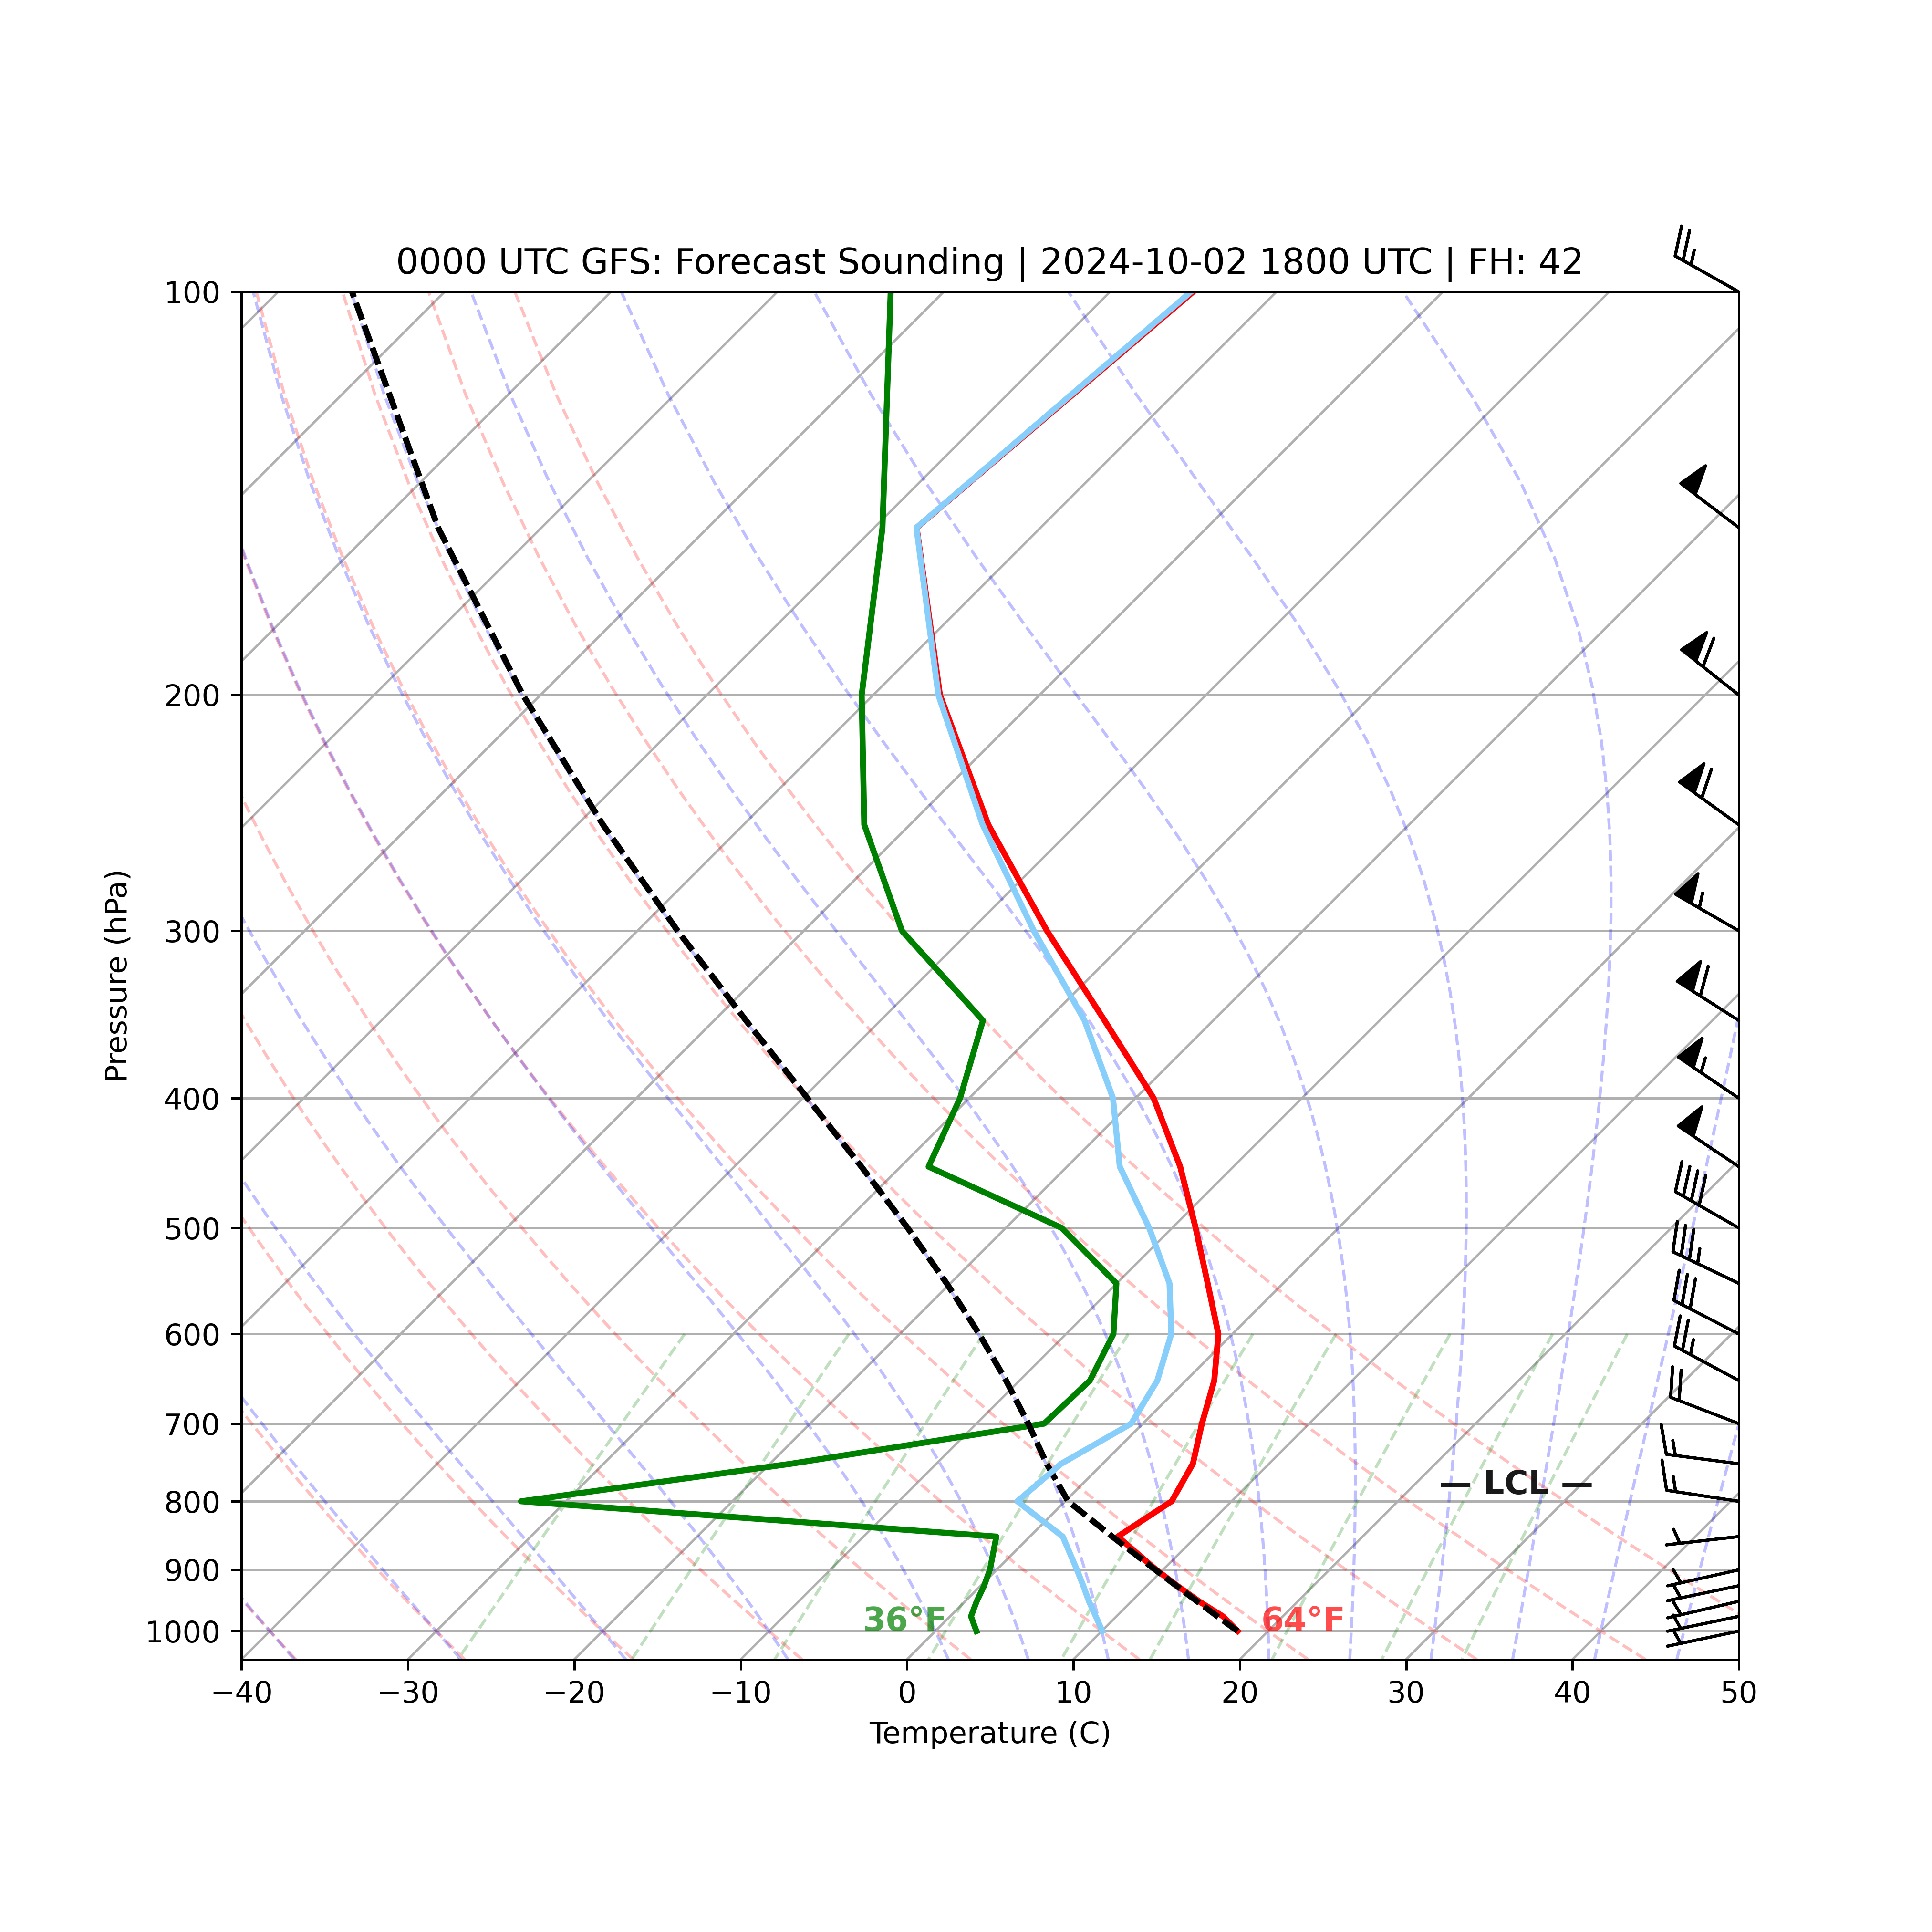 0000 UTC GFS: Forecast Sounding | 2024-10-02 1800 UTC | FH: 42
100
200
300
400
500
600
700
800
900
1000
Pressure (hPa)
— LCL —
36°F
64°F
−40 −30 −20 −10 0 10 20 30 40 50
Temperature (C)